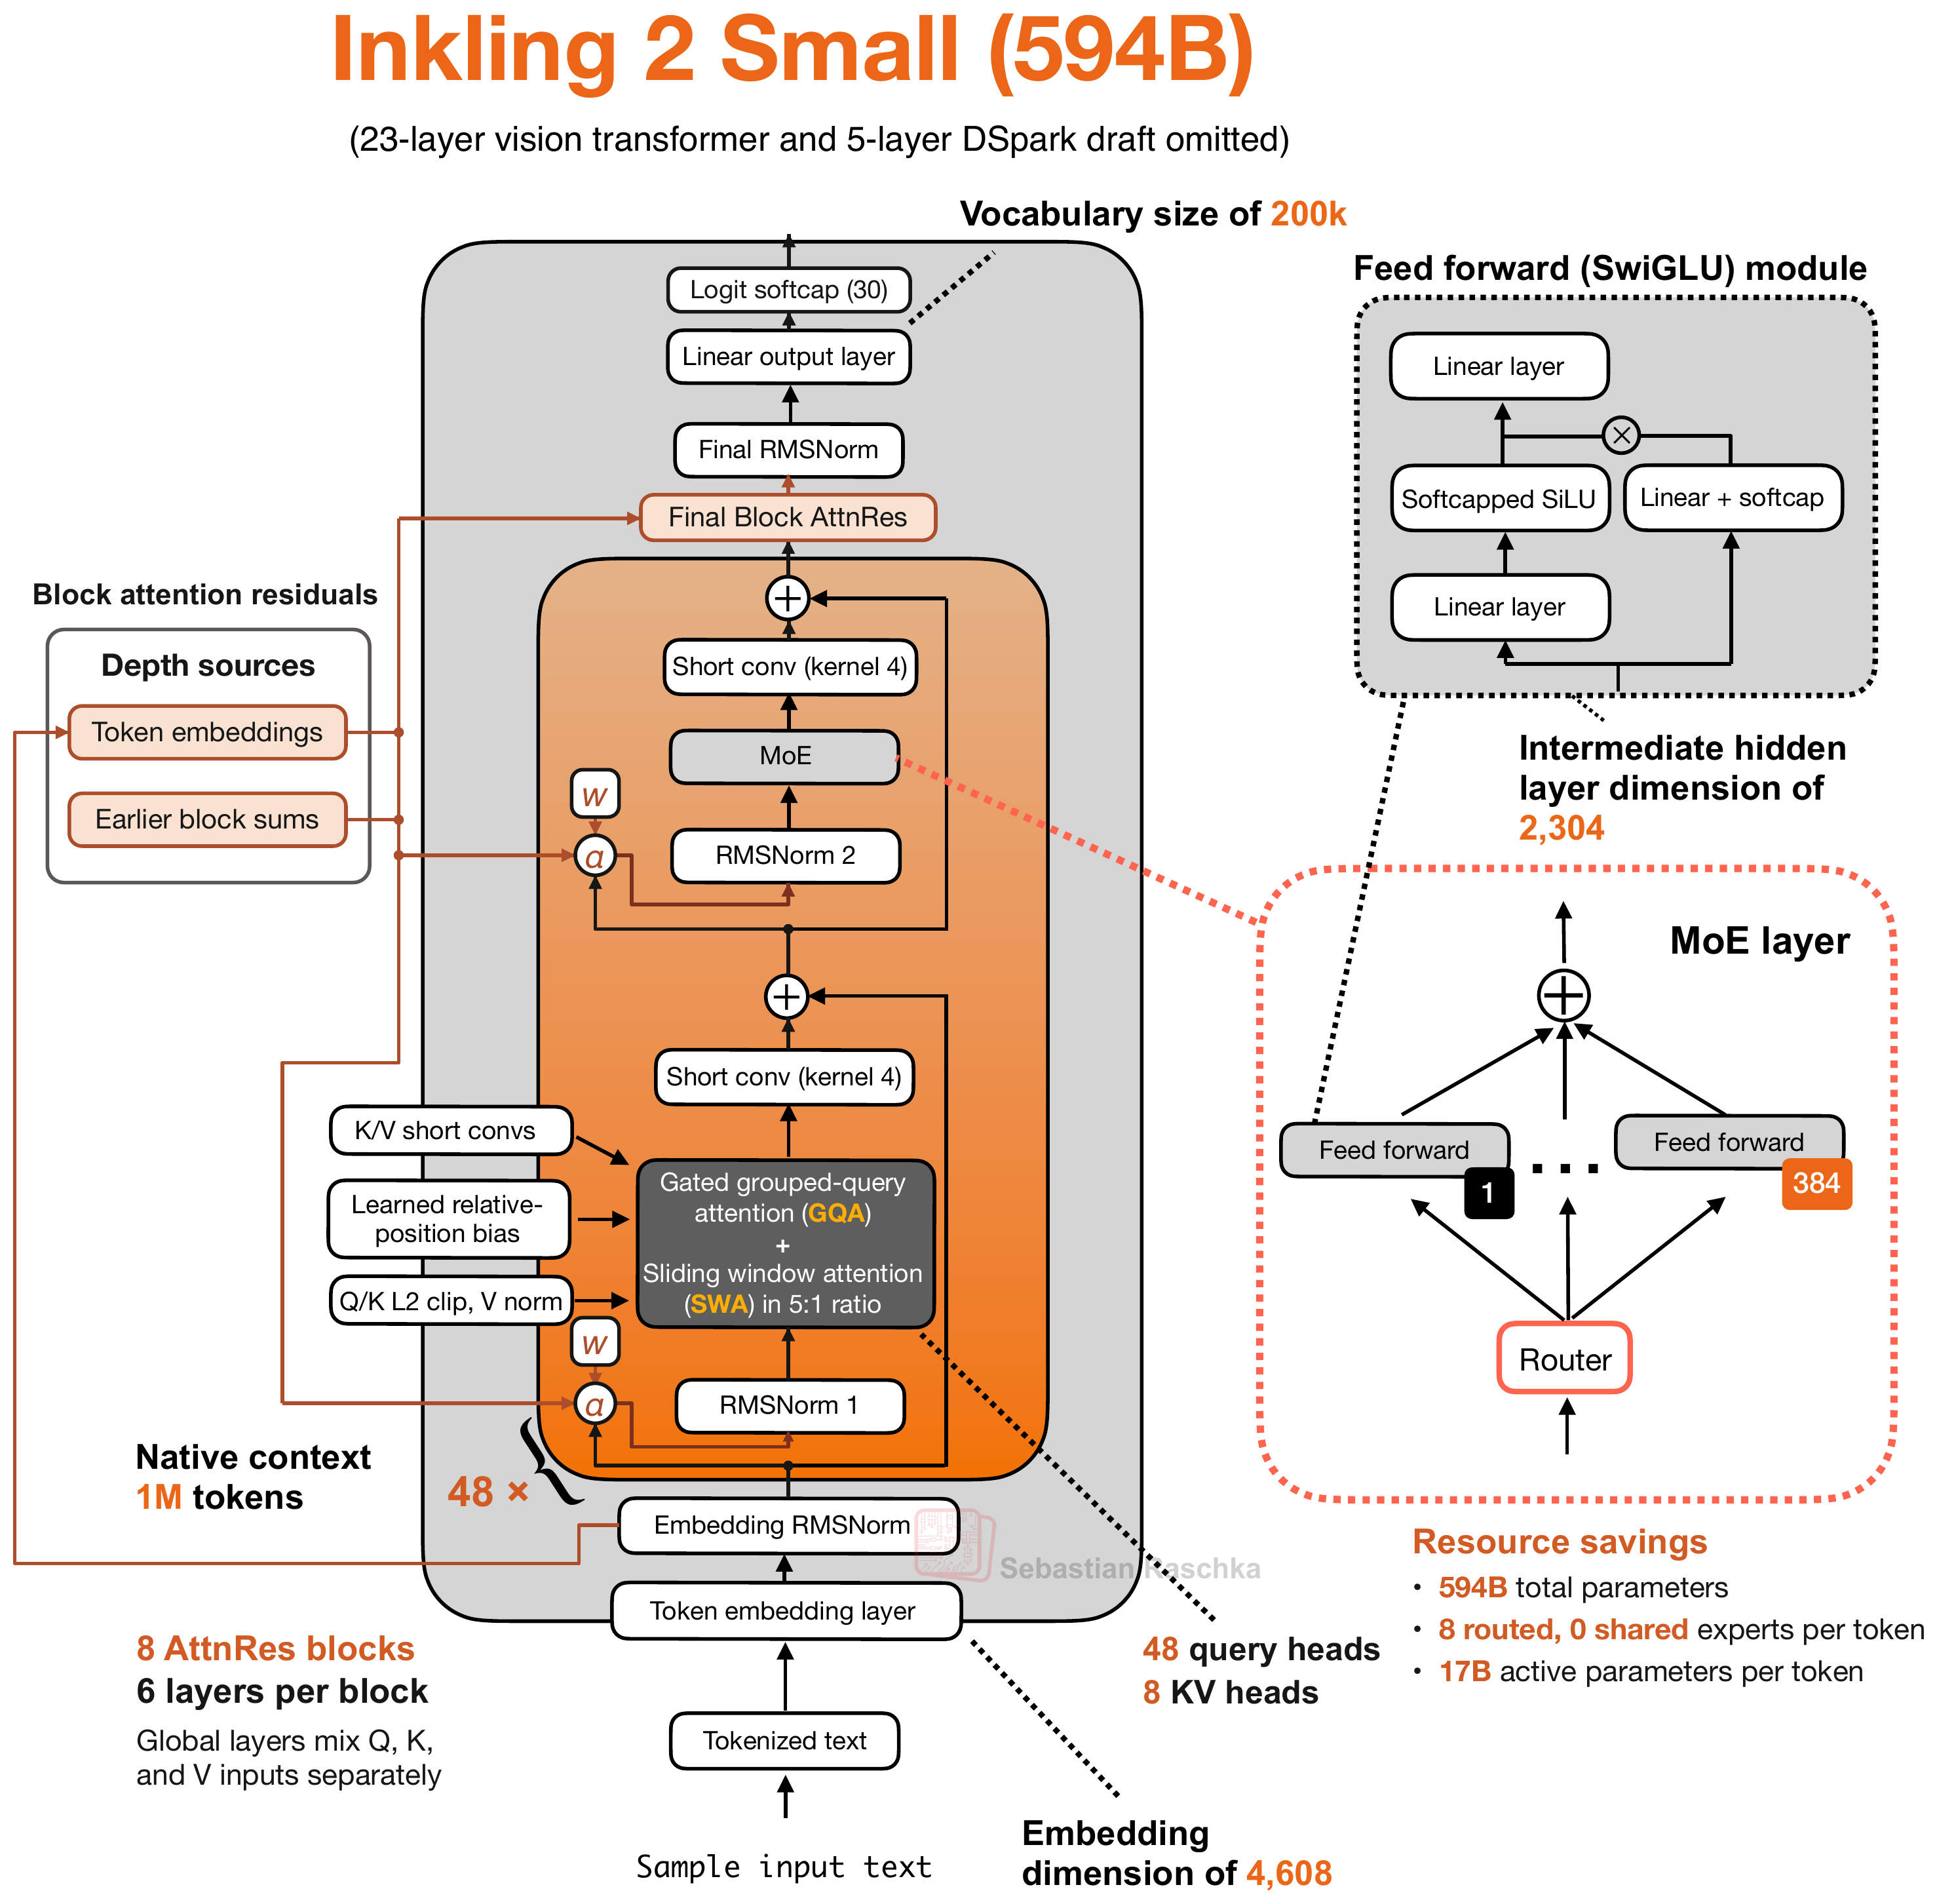 Inkling 2 Small (594B)
(23-layer vision transformer and 5-layer DSpark draft omitted)
Vocabulary size of 200k
Logit softcap (30)
Linear output layer
Final RMSNorm
Final Block AttnRes
Block attention residuals
Depth sources
Token embeddings
Earlier block sums
Short conv (kernel 4)
MoE
w
a
RMSNorm 2
Short conv (kernel 4)
K/V short convs
Learned relative-
position bias
Q/K L2 clip, V norm
Gated grouped-query
attention (GQA)
+
Sliding window attention
(SWA) in 5:1 ratio
w
a
RMSNorm 1
48 ×
Native context
1M tokens
Embedding RMSNorm
Sebastian Raschka
Token embedding layer
8 AttnRes blocks
6 layers per block
Global layers mix Q, K,
and V inputs separately
Tokenized text
Sample input text
48 query heads
8 KV heads
Embedding
dimension of 4,608
Feed forward (SwiGLU) module
Linear layer
Softcapped SiLU
Linear + softcap
Linear layer
Intermediate hidden
layer dimension of
2,304
MoE layer
Feed forward
1
Feed forward
384
Router
Resource savings
• 594B total parameters
• 8 routed, 0 shared experts per token
• 17B active parameters per token